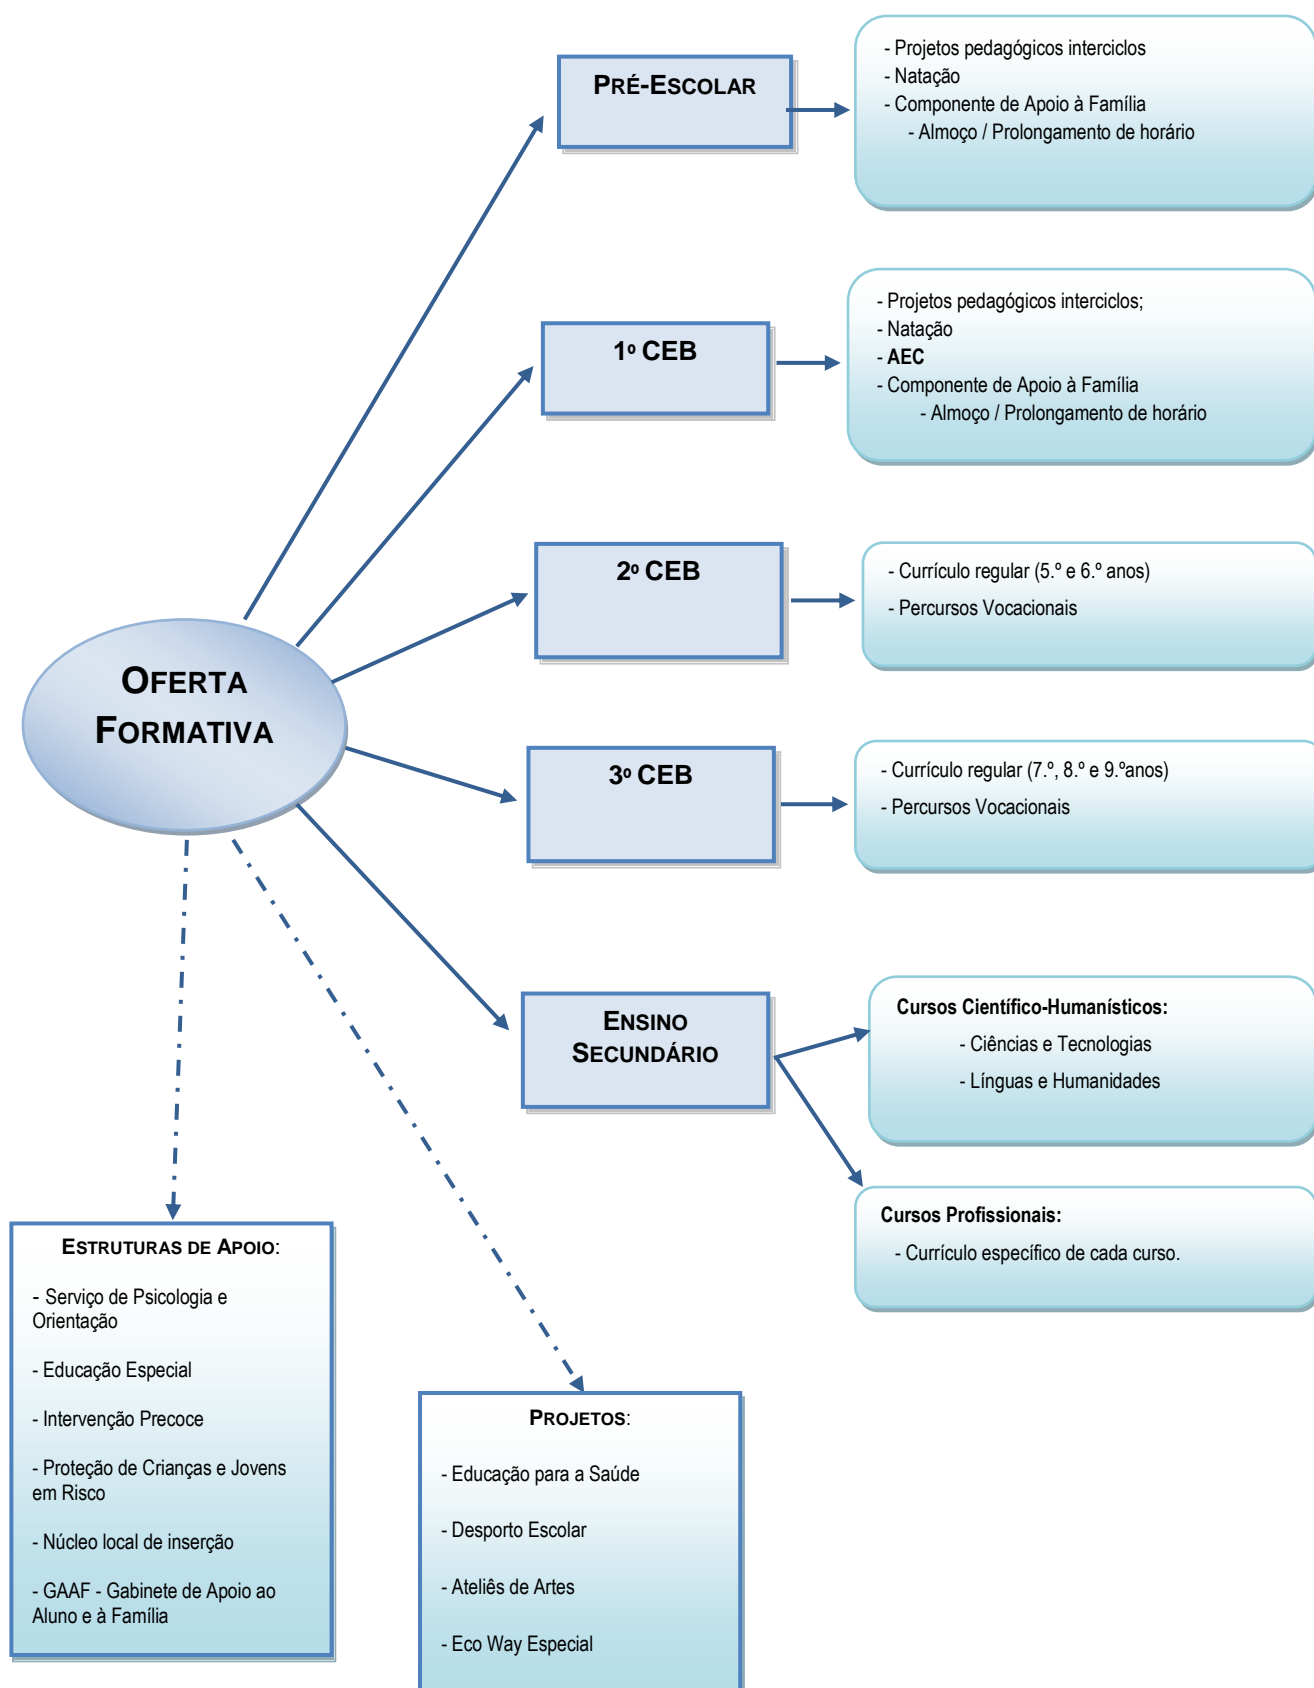 PRÉ-ESCOLAR
- Projetos pedagógicos interciclos
- Natação
- Componente de Apoio à Família
- Almoço / Prolongamento de horário
1º CEB
- Projetos pedagógicos interciclos;
- Natação
- AEC
- Componente de Apoio à Família
- Almoço / Prolongamento de horário
2º CEB
- Currículo regular (5.º e 6.º anos)
- Percursos Vocacionais
OFERTA
FORMATIVA
3º CEB
- Currículo regular (7.º, 8.º e 9.ºanos)
- Percursos Vocacionais
ENSINO
SECUNDÁRIO
Cursos Científico-Humanísticos:
- Ciências e Tecnologias
- Línguas e Humanidades
Cursos Profissionais:
- Currículo específico de cada curso.
ESTRUTURAS DE APOIO:
- Serviço de Psicologia e
Orientação
- Educação Especial
- Intervenção Precoce
- Proteção de Crianças e Jovens
em Risco
- Núcleo local de inserção
- GAAF - Gabinete de Apoio ao
Aluno e à Família
PROJETOS:
- Educação para a Saúde
- Desporto Escolar
- Ateliês de Artes
- Eco Way Especial